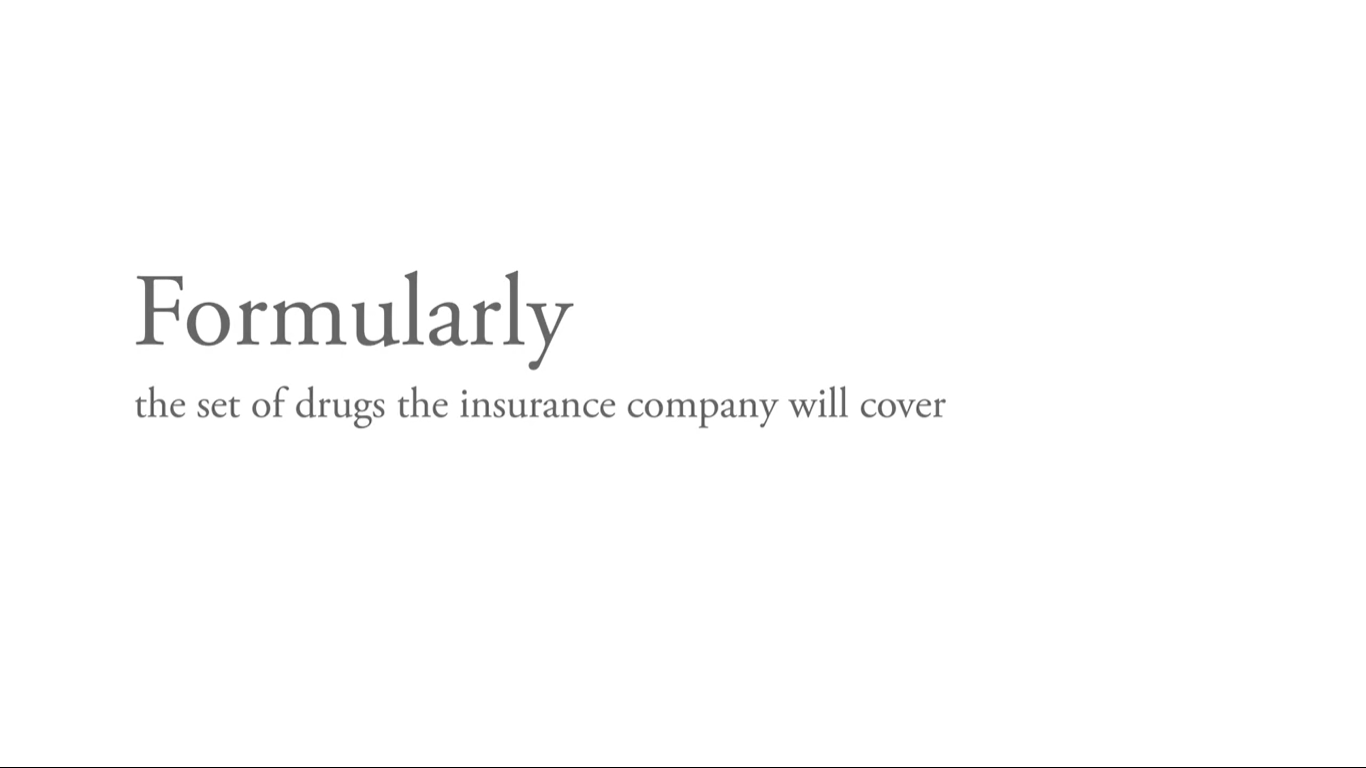 Formularly
the set of drugs the insurance company will cover